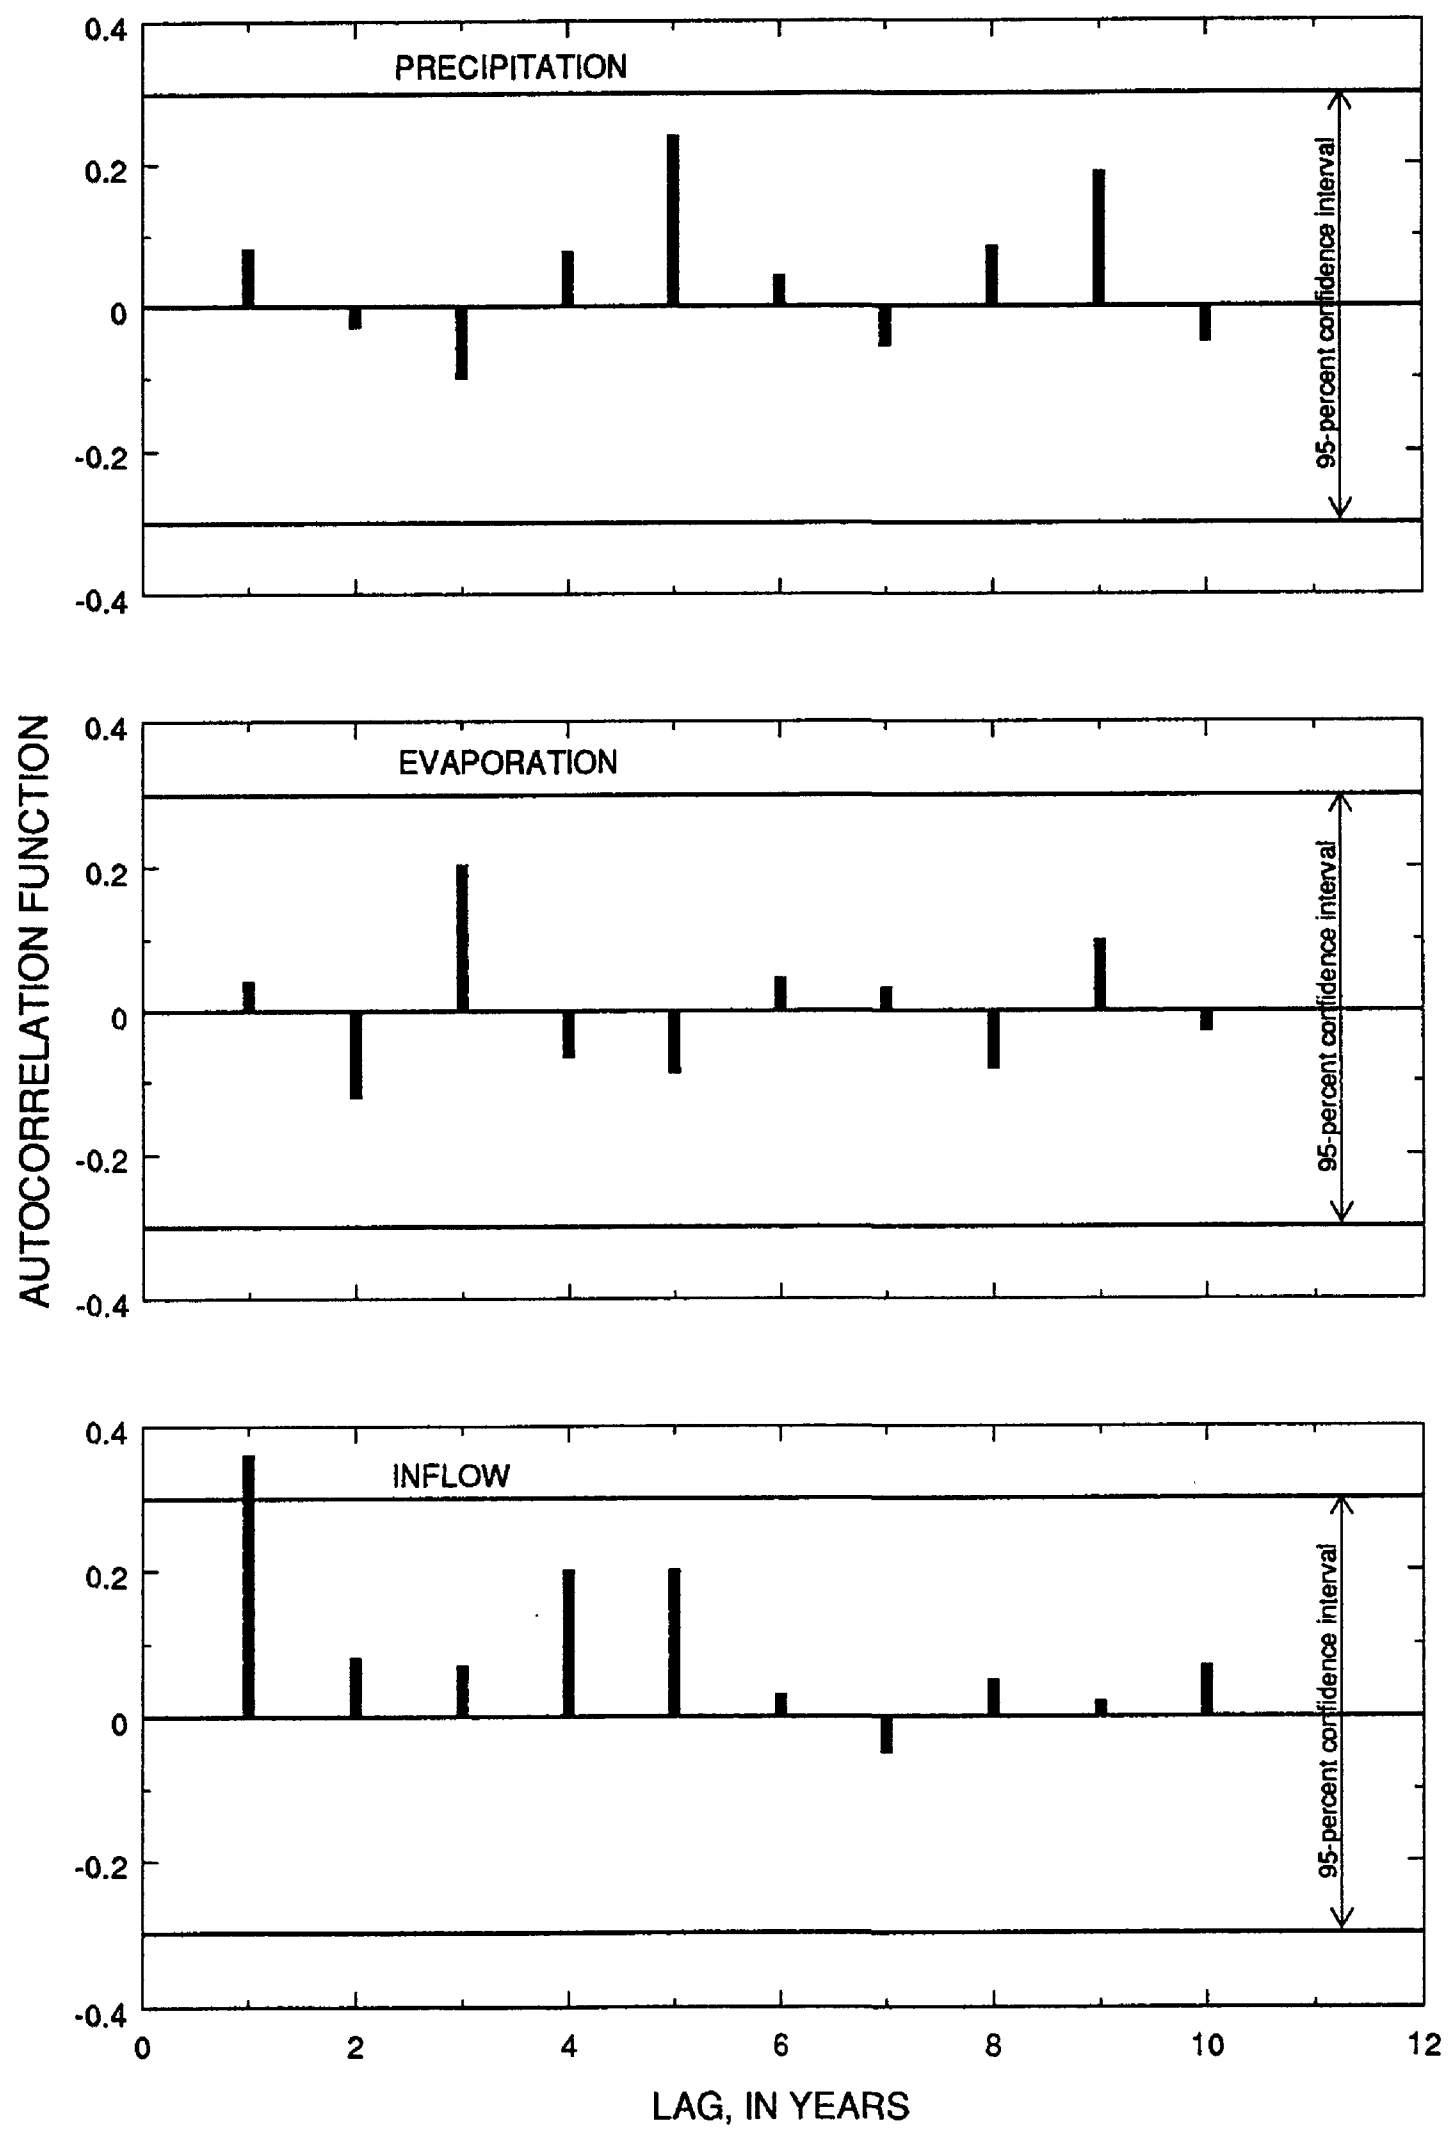 0.4
PRECIPITATION
0.2
0
-0.2
-0.4
95-percent confidence interval
AUTOCORRELATION FUNCTION
0.4
EVAPORATION
0.2
0
-0.2
-0.4
95-percent confidence interval
0.4
INFLOW
0.2
0
-0.2
-0.4
95-percent confidence interval
0 2 4 6 8 10 12
LAG, IN YEARS